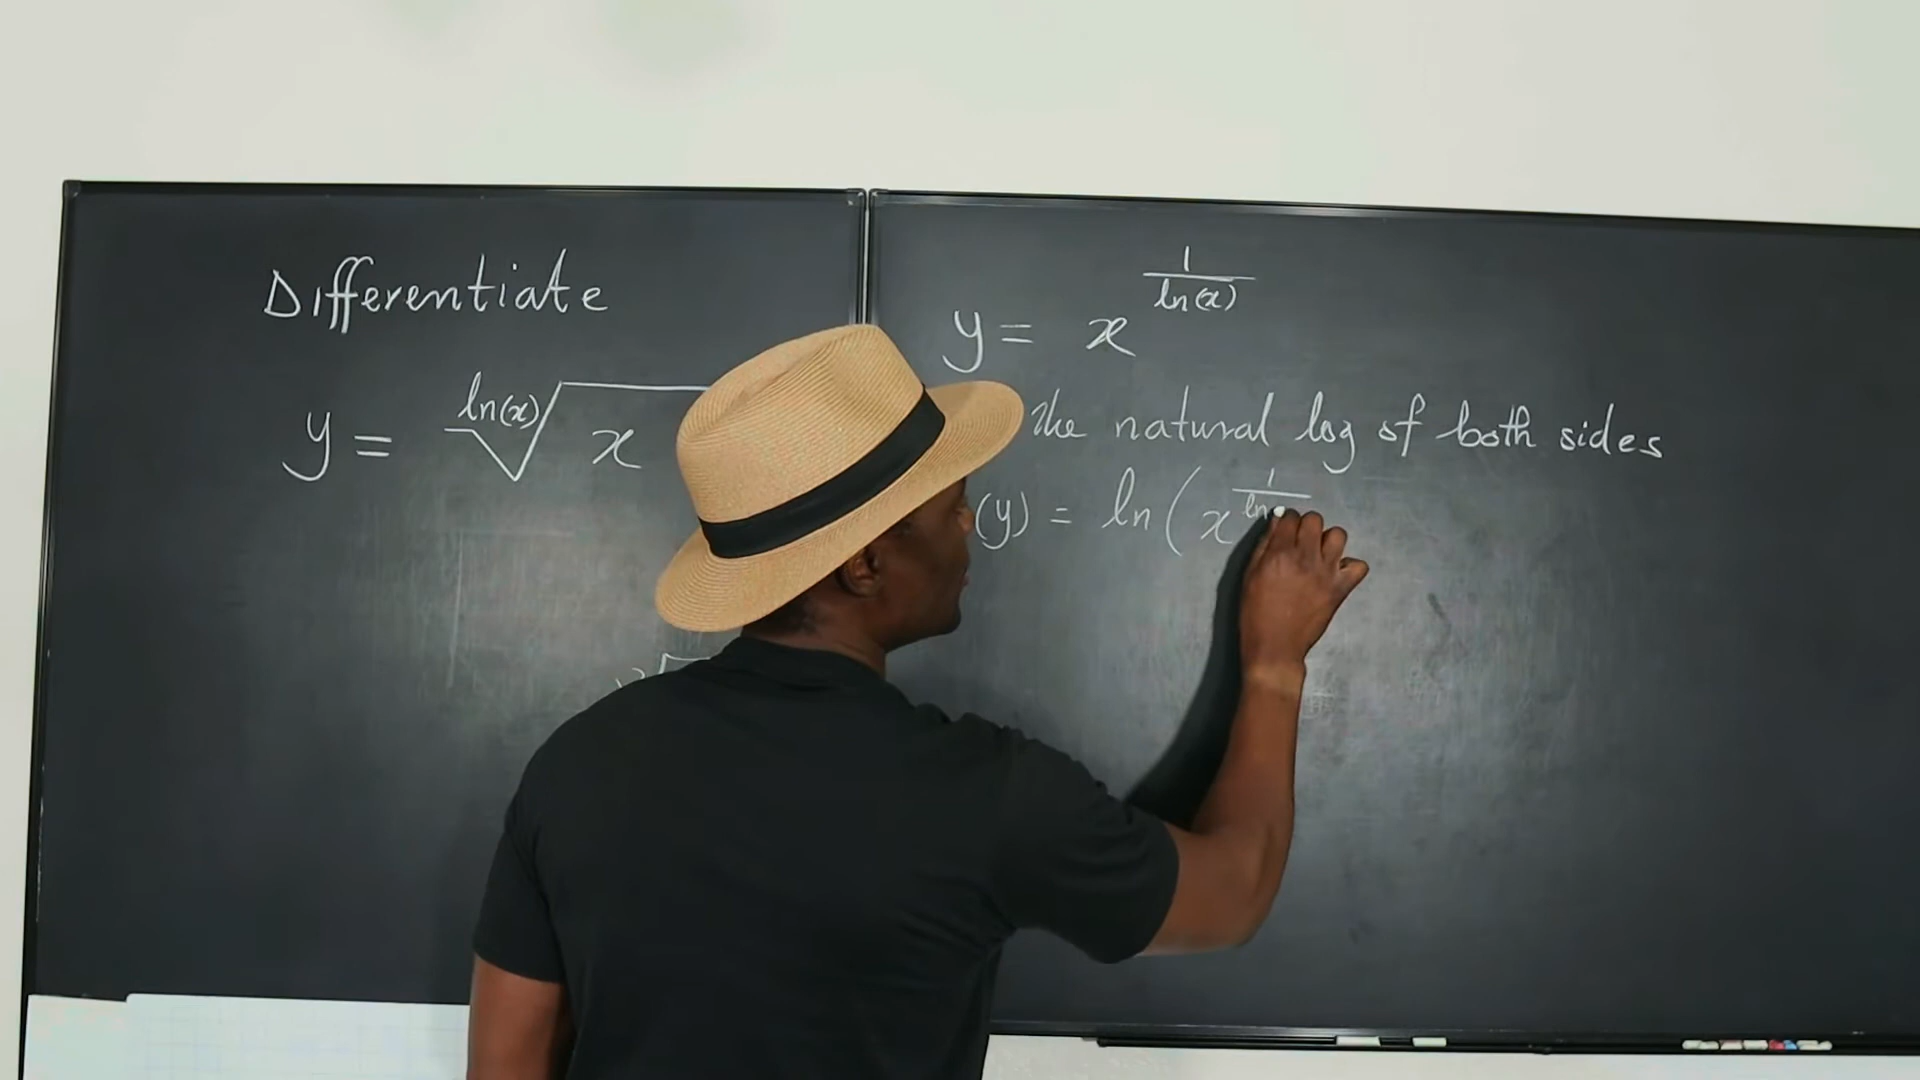 Differentiate
y = ln(x)√x
y = x^(1/ln(x))
the natural log of both sides
(y) = ln(x^(1/ln